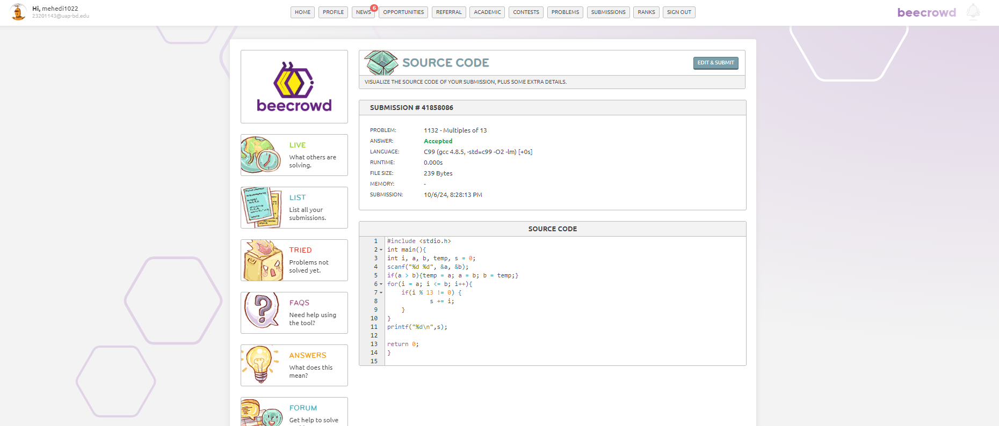 Hi, mehedi1022
23201143@uap-bd.edu
HOME PROFILE NEWS 6 OPPORTUNITIES REFERRAL ACADEMIC CONTESTS PROBLEMS SUBMISSIONS RANKS SIGN OUT
beecrowd
beecrowd
LIVE
What others are
solving.
LIST
List all your
submissions.
TRIED
Problems not
solved yet.
FAQS
Need help using
the tool?
ANSWERS
What does this
mean?
FORUM
Get help to solve
SOURCE CODE
EDIT & SUBMIT
VISUALIZE THE SOURCE CODE OF YOUR SUBMISSION, PLUS SOME EXTRA DETAILS.
SUBMISSION # 41858086
PROBLEM: 1132 - Multiples of 13
ANSWER: Accepted
LANGUAGE: C99 (gcc 4.8.5, -std=c99 -O2 -lm) [+0s]
RUNTIME: 0.000s
FILE SIZE: 239 Bytes
MEMORY: -
SUBMISSION: 10/6/24, 8:28:13 PM
SOURCE CODE
1 #include <stdio.h>
2 int main(){
3 int i, a, b, temp, s = 0;
4 scanf("%d %d", &a, &b);
5 if(a > b){temp = a; a = b; b = temp;}
6 for(i = a; i <= b; i++){
7     if(i % 13 != 0) {
8             s += i;
9     }
10 }
11 printf("%d\n",s);
12
13 return 0;
14 }
15